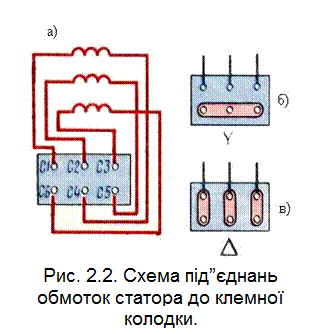 а)
б)
С1 С2 С3
С6 С4 С5
Y
в)
Δ
Рис. 2.2. Схема під”єднань
обмоток статора до клемної
колодки.